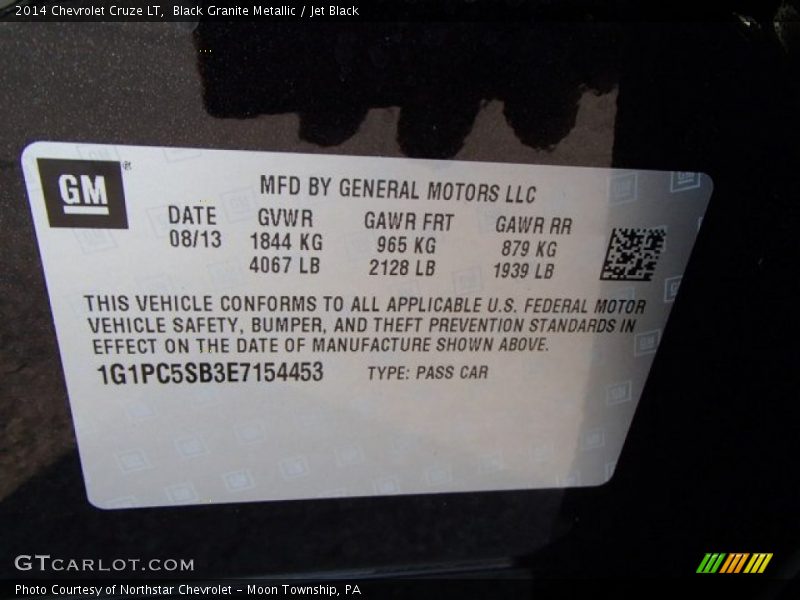 2014 Chevrolet Cruze LT,  Black Granite Metallic / Jet Black
GM®
MFD BY GENERAL MOTORS LLC
DATE GVWR GAWR FRT GAWR RR
08/13 1844 KG 965 KG 879 KG
4067 LB 2128 LB 1939 LB
THIS VEHICLE CONFORMS TO ALL APPLICABLE U.S. FEDERAL MOTOR
VEHICLE SAFETY, BUMPER, AND THEFT PREVENTION STANDARDS IN
EFFECT ON THE DATE OF MANUFACTURE SHOWN ABOVE.
1G1PC5SB3E7154453 TYPE: PASS CAR
GTCARLOT.COM
Photo Courtesy of Northstar Chevrolet - Moon Township, PA